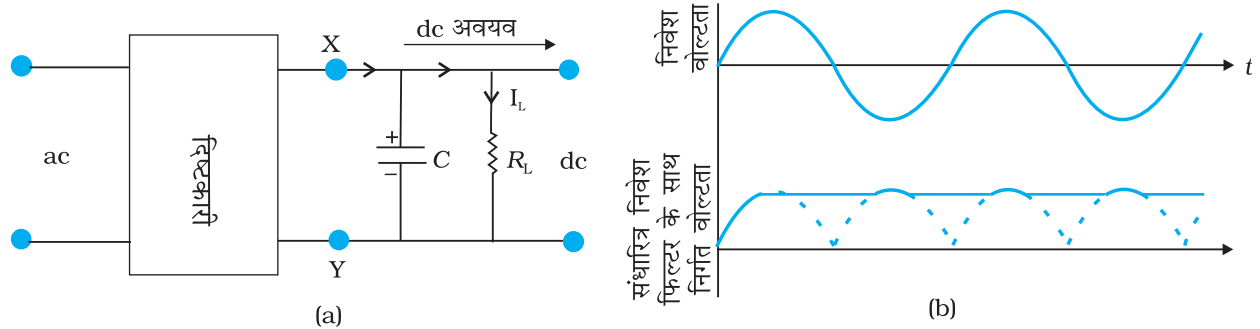 dc अवयव
X
I_L
ac
दिष्टकारी
+
C
−
R_L
dc
Y
(a)
निवेश
वोल्टता
t
संधारित्र निवेश
फिल्टर के साथ
निर्गत वोल्टता
(b)